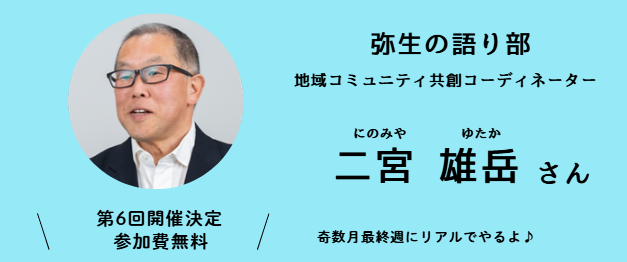 弥生の語り部
地域コミュニティ共創コーディネーター
にのみや ゆたか
二宮 雄岳 さん
第6回開催決定
参加費無料
奇数月最終週にリアルでやるよ♪